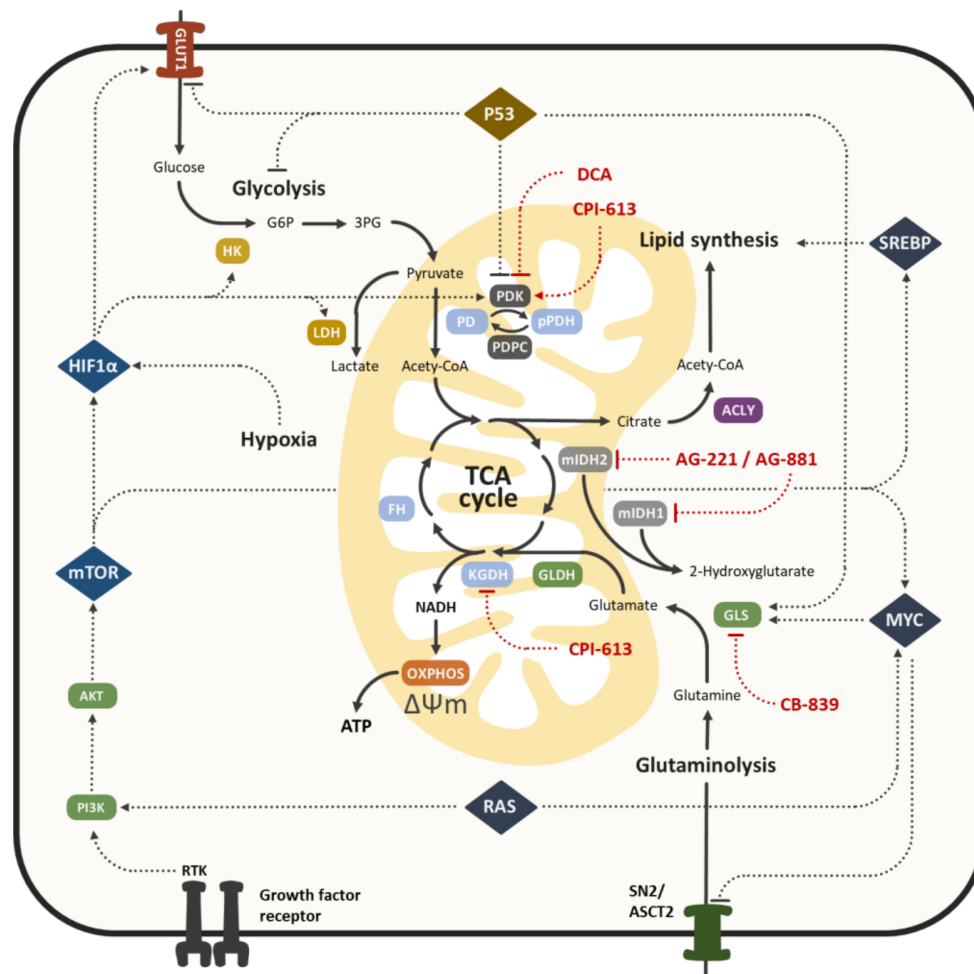 GLUT1
P53
Glucose
Glycolysis
DCA
CPI-613
G6P
3PG
Lipid synthesis
SREBP
HK
Pyruvate
PDK
PD
pPDH
LDH
PDPC
HIF1α
Lactate
Acety-CoA
Acety-CoA
ACLY
Hypoxia
Citrate
mIDH2
AG-221 / AG-881
TCA
cycle
FH
mIDH1
mTOR
KGDH
GLDH
2-Hydroxyglutarate
NADH
Glutamate
GLS
MYC
CPI-613
OXPHOS
ΔΨm
AKT
Glutamine
CB-839
ATP
Glutaminolysis
PI3K
RAS
RTK
Growth factor
receptor
SN2/
ASCT2